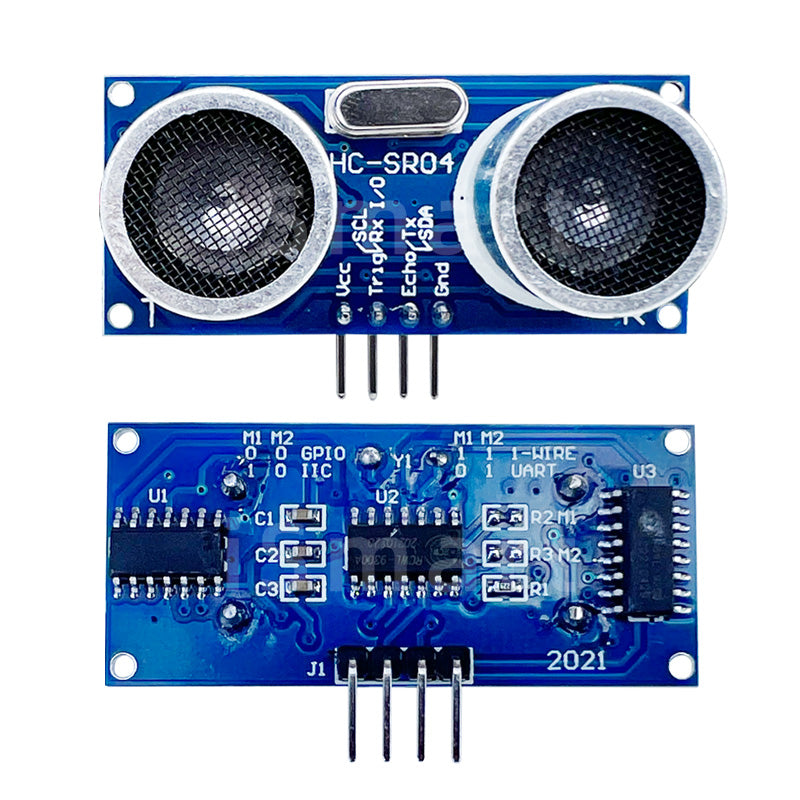 HC-SR04
Vcc
Trig/Rx I/O
/SCL
Echo/Tx
/SDA
Gnd
T
R
M1 M2
0 0 GPIO
1 0 IIC
Y1
M1 M2
1 1 1-WIRE
0 1 UART
U1
U2
U3
C1
C2
C3
R2 M1
R3 M2
R1
RCWL-9300A
J1
2021